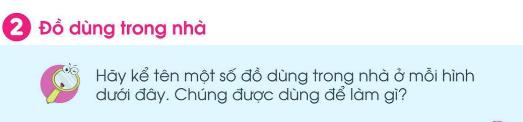 2 Đồ dùng trong nhà
Hãy kể tên một số đồ dùng trong nhà ở mỗi hình
dưới đây. Chúng được dùng để làm gì?